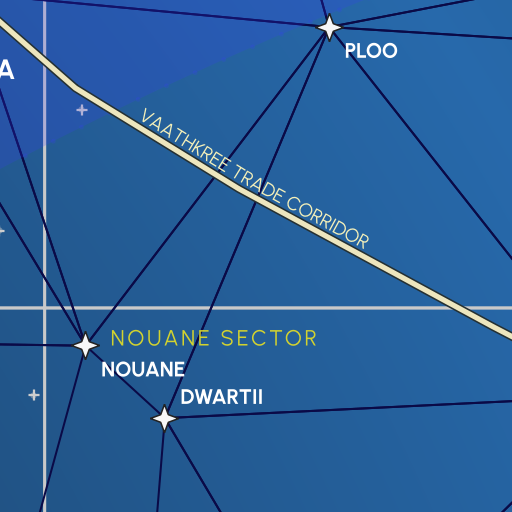 PLOO
A
VAATHKREE TRADE CORRIDOR
NOUANE SECTOR
NOUANE
DWARTII